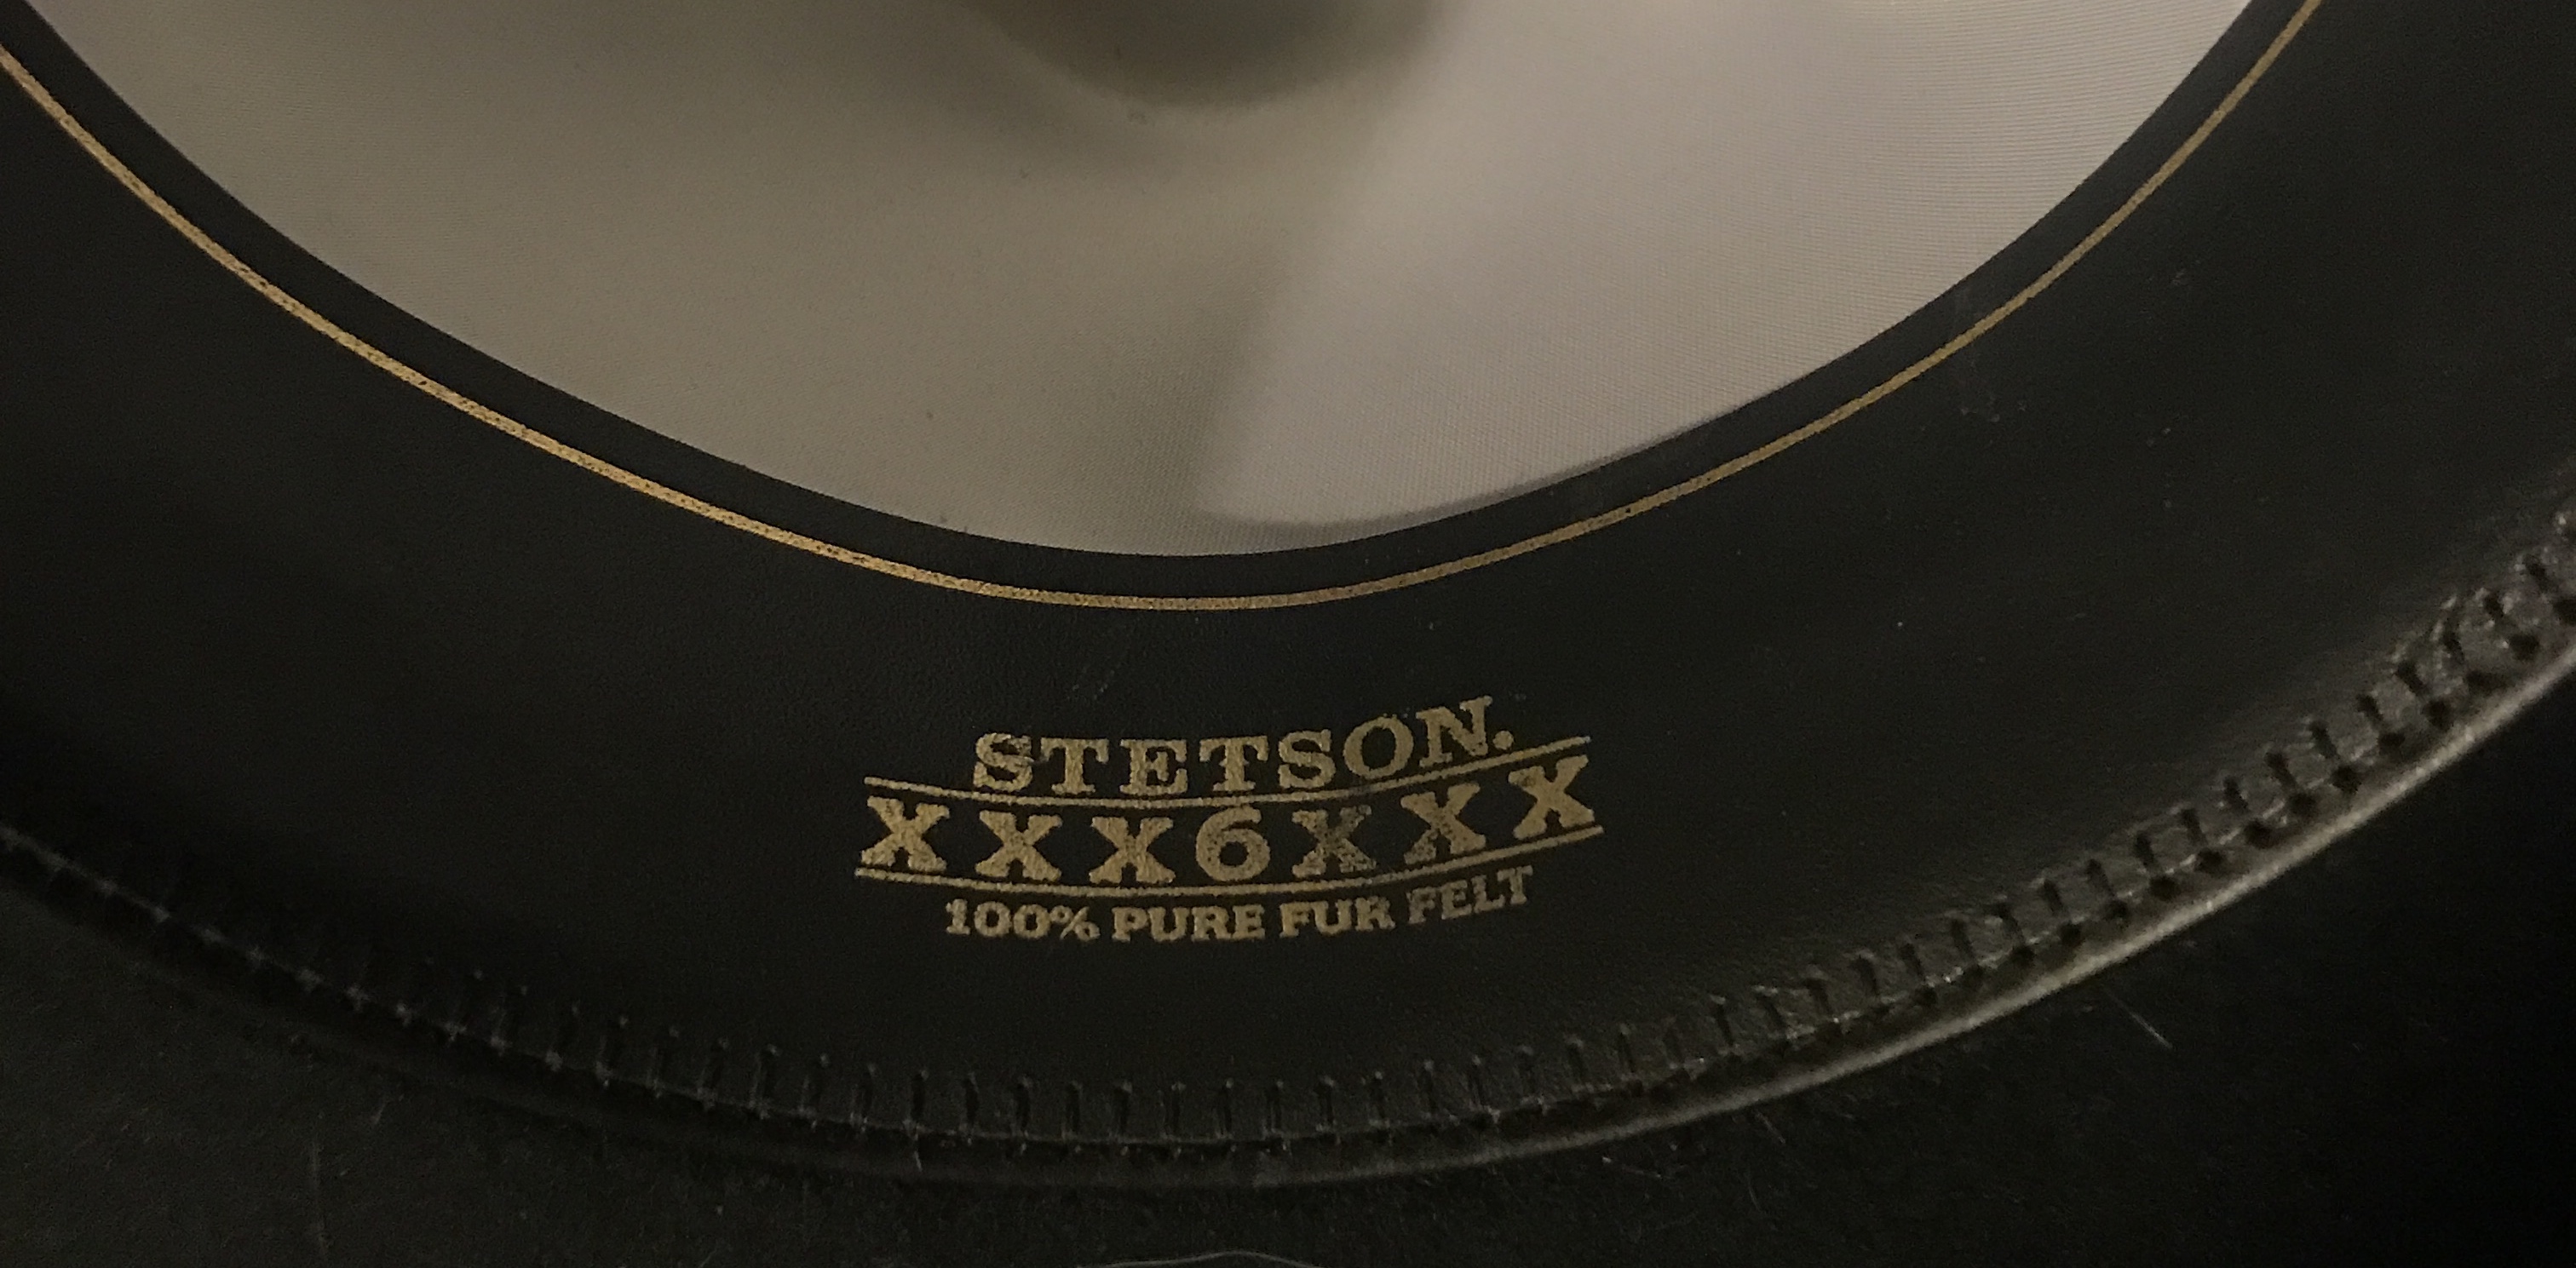 STETSON.
XXX6XXX
100% PURE FUR FELT